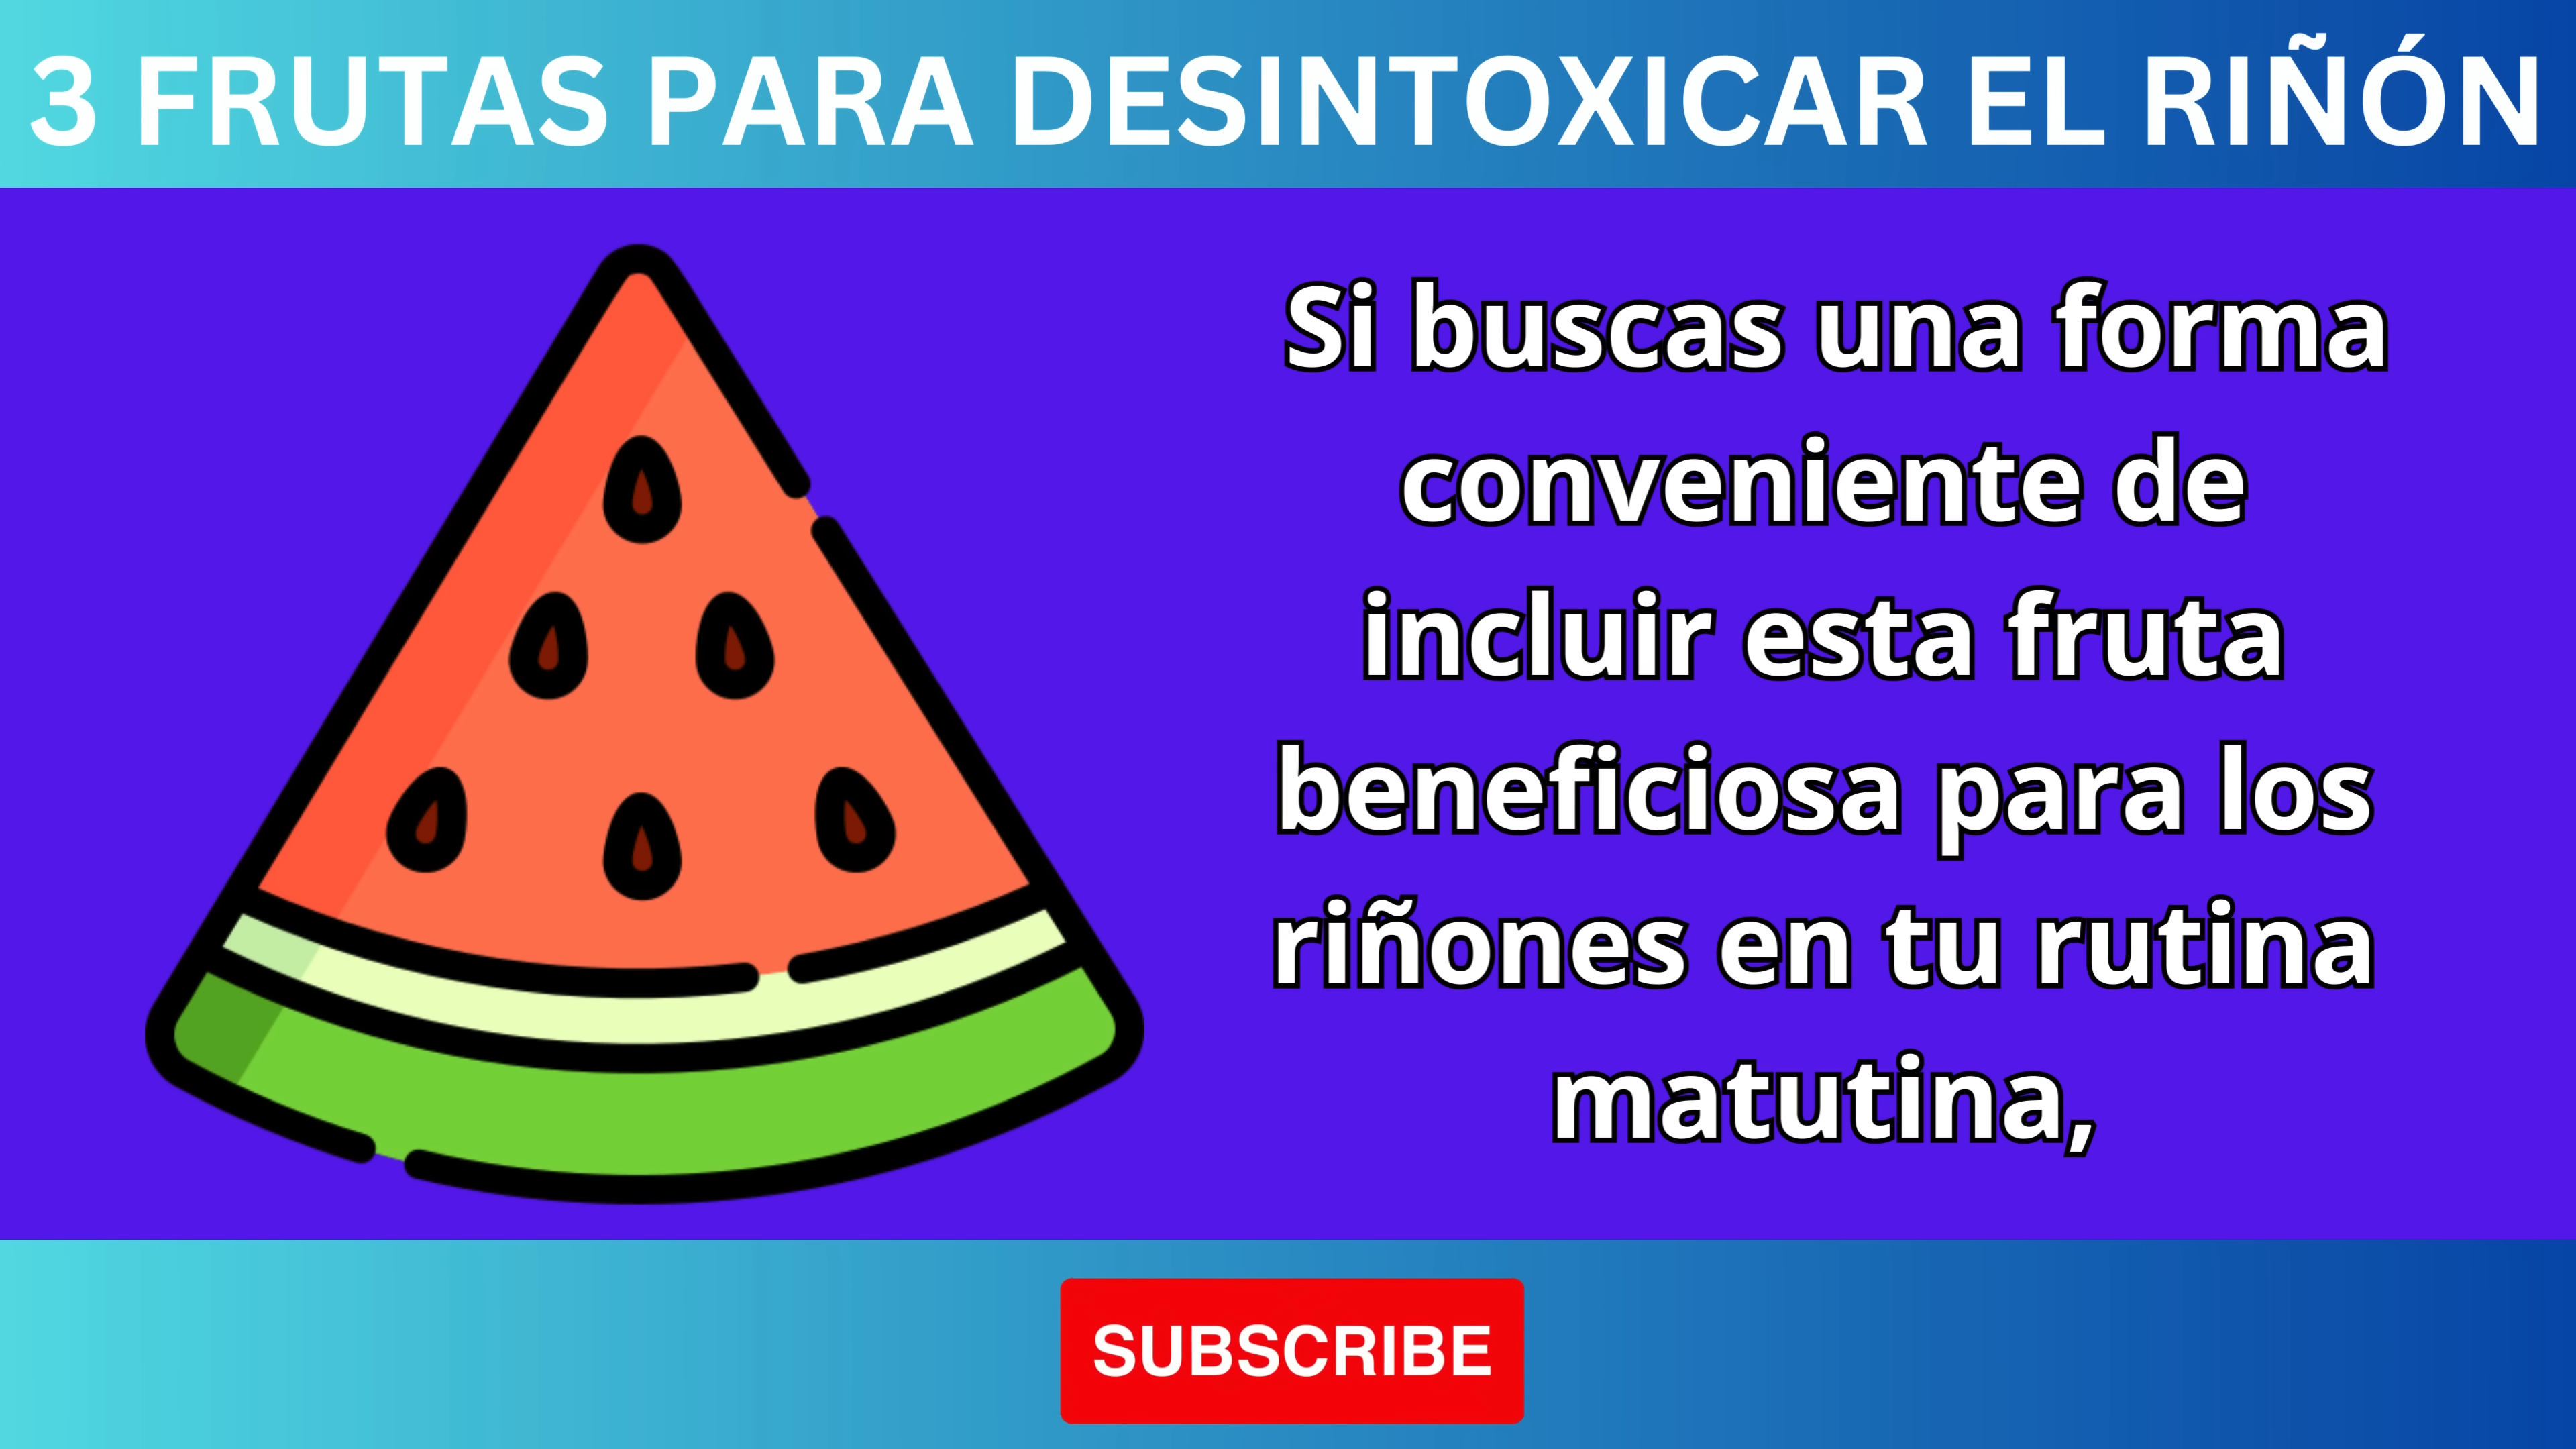 3 FRUTAS PARA DESINTOXICAR EL RIÑÓN
Si buscas una forma
conveniente de
incluir esta fruta
beneficiosa para los
riñones en tu rutina
matutina,
SUBSCRIBE